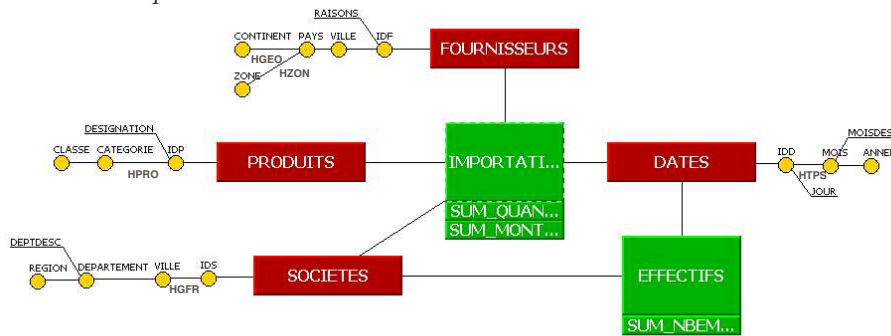 RAISONS
CONTINENT PAYS VILLE IDF
FOURNISSEURS
HGEO HZON
ZONE
DESIGNATION
CLASSE CATEGORIE IDP
HPRO
PRODUITS
IMPORTATI...
SUM_QUAN...
SUM_MONT...
DATES
MOISDES
IDD MOIS ANNE
HTPS
JOUR
DEPTDESC
REGION DEPARTEMENT VILLE IDS
HGFR
SOCIETES
EFFECTIFS
SUM_NBEM...